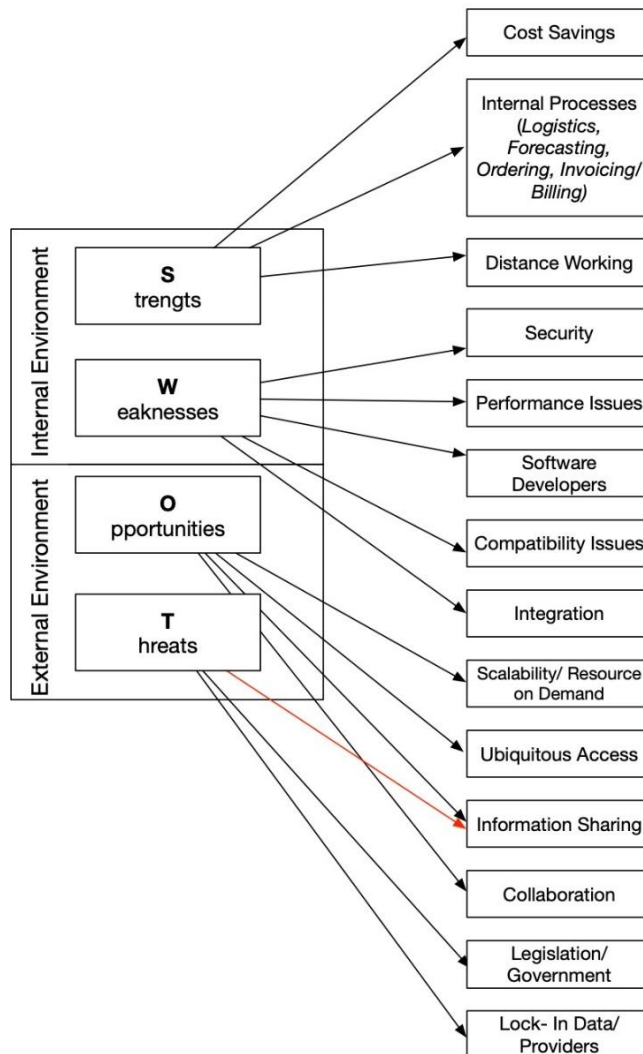 Internal Environment
S
trengts
W
eaknesses
External Environment
O
pportunities
T
hreats
Cost Savings
Internal Processes
(Logistics,
Forecasting,
Ordering, Invoicing/
Billing)
Distance Working
Security
Performance Issues
Software
Developers
Compatibility Issues
Integration
Scalability/ Resource
on Demand
Ubiquitous Access
Information Sharing
Collaboration
Legislation/
Government
Lock- In Data/
Providers